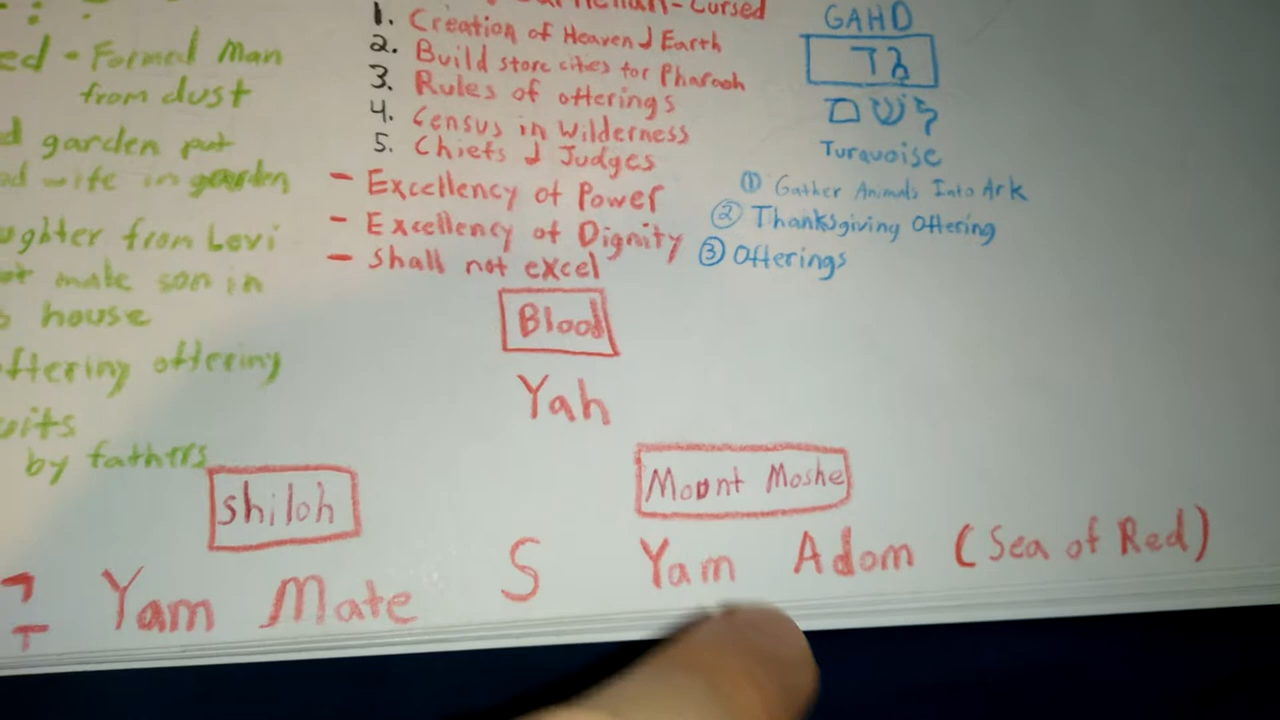 ed - Formed Man
from dust
d garden put
od wife in garden
ughter from Levi
ot make son in
s house
ffering offering
uits
by fathers
- Cursed
1. Creation of Heaven & Earth
2. Build store cities for Pharaoh
3. Rules of offerings
4. Census in Wilderness
5. Chiefs & Judges
- Excellency of Power
- Excellency of Dignity
- Shall not excel
GAHD
Turquoise
① Gather Animals Into Ark
② Thanksgiving Offering
③ Offerings
Blood
Yah
Shiloh
Mount Moshe
Yam Mate S Yam Adom (Sea of Red)